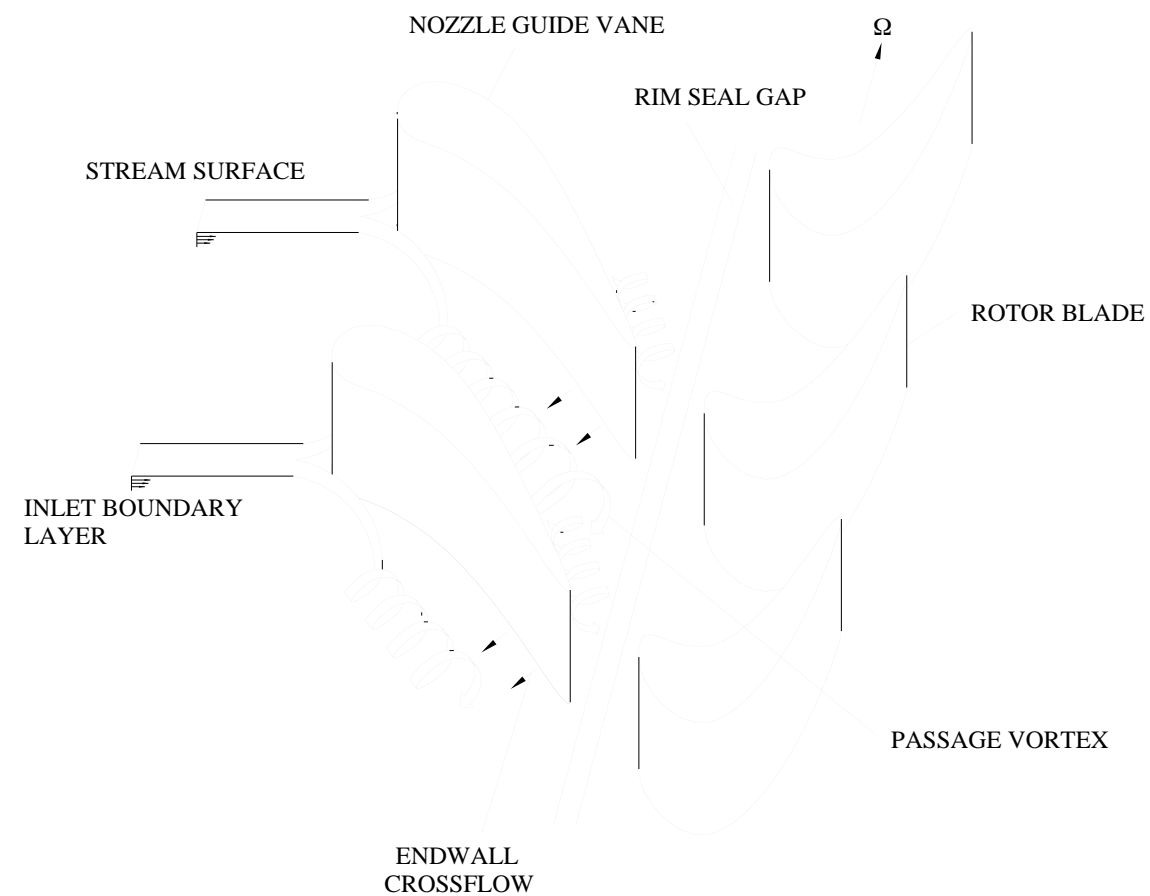 NOZZLE GUIDE VANE
Ω
RIM SEAL GAP
STREAM SURFACE
ROTOR BLADE
INLET BOUNDARY
LAYER
PASSAGE VORTEX
ENDWALL
CROSSFLOW